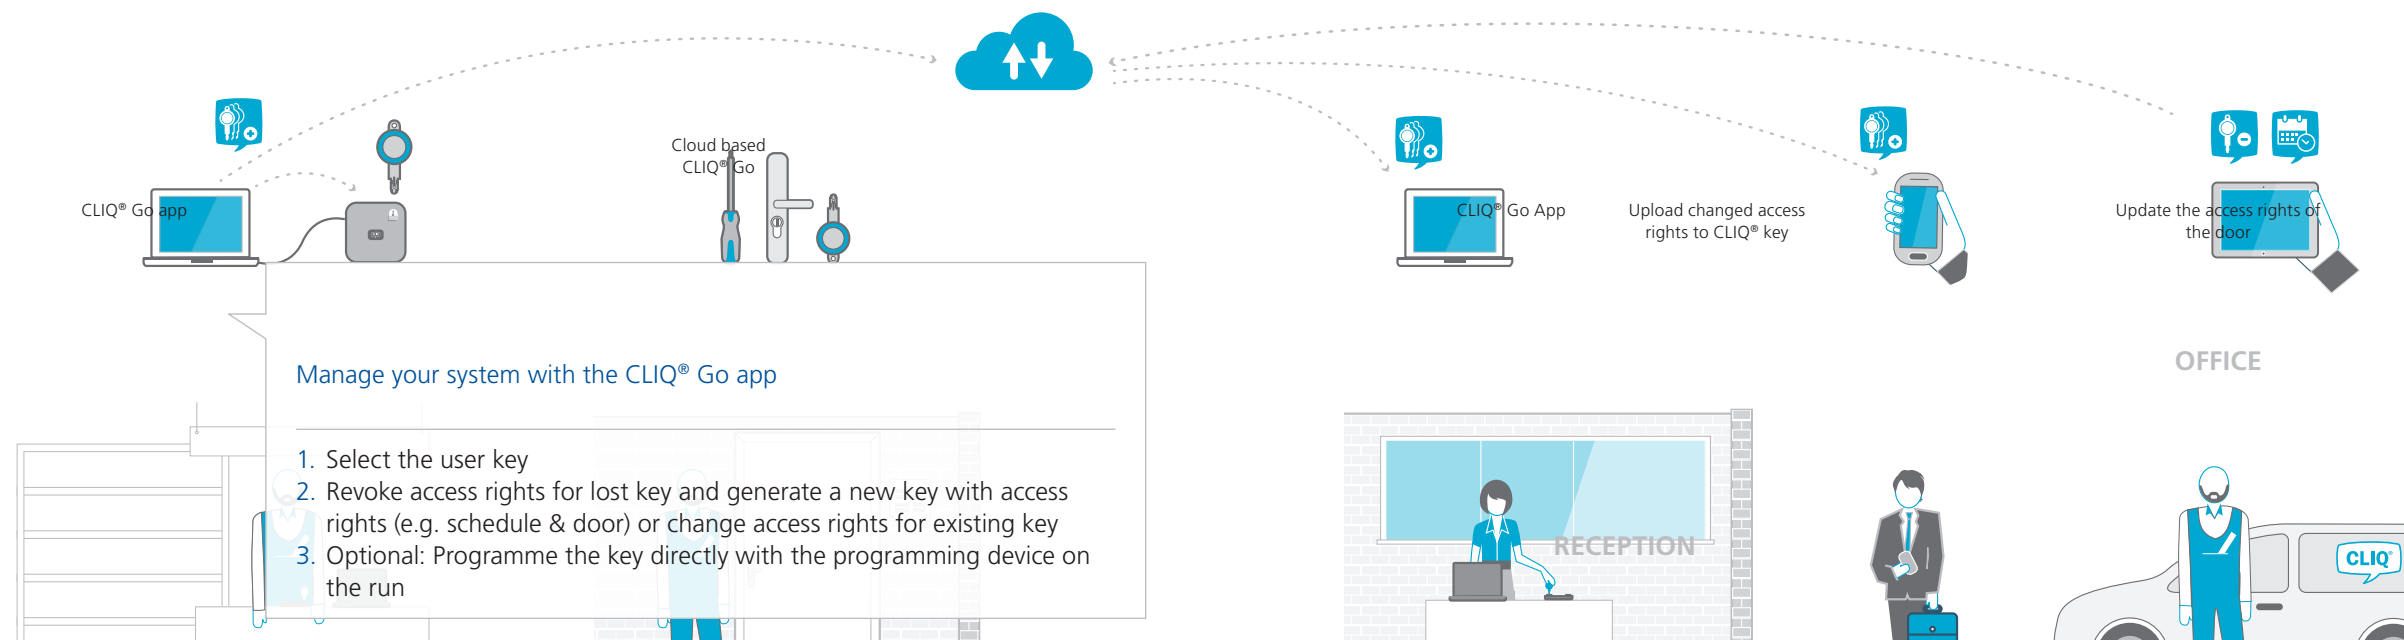 Cloud based
CLIQ® Go
CLIQ® Go app
CLIQ® Go App
Upload changed access
rights to CLIQ® key
Update the access rights of
the door
Manage your system with the CLIQ® Go app
1. Select the user key
2. Revoke access rights for lost key and generate a new key with access
rights (e.g. schedule & door) or change access rights for existing key
3. Optional: Programme the key directly with the programming device on
the run
OFFICE
RECEPTION
CLIQ®